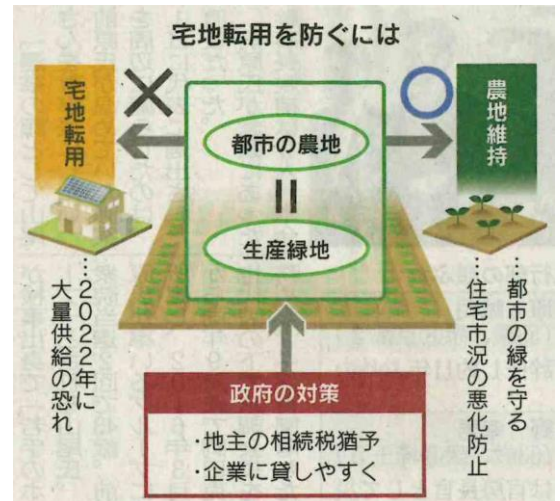 宅地転用を防ぐには
宅地転用
…2022年に
大量供給の恐れ
都市の農地
＝
生産緑地
農地維持
…都市の緑を守る
…住宅市況の悪化防止
政府の対策
・地主の相続税猶予
・企業に貸しやすく